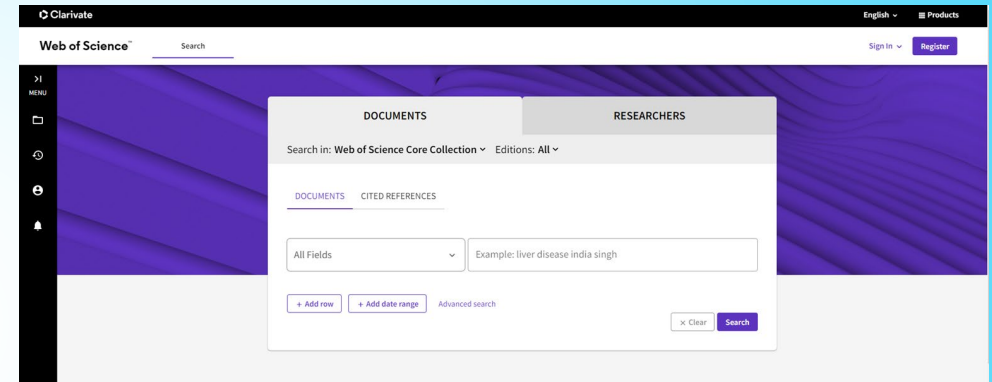 Clarivate
English
Products
Web of Science™
Search
Sign In
Register
MENU
DOCUMENTS
RESEARCHERS
Search in: Web of Science Core Collection Editions: All
DOCUMENTS CITED REFERENCES
All Fields
Example: liver disease india singh
+ Add row
+ Add date range
Advanced search
× Clear
Search